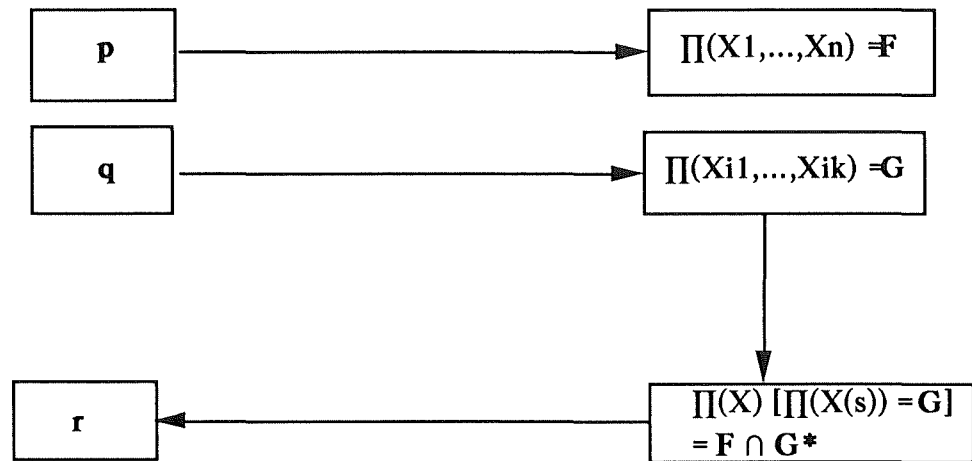 p
∏(X1,...,Xn) =F
q
∏(Xi1,...,Xik) =G
r
∏(X) [∏(X(s)) = G]
= F ∩ G*